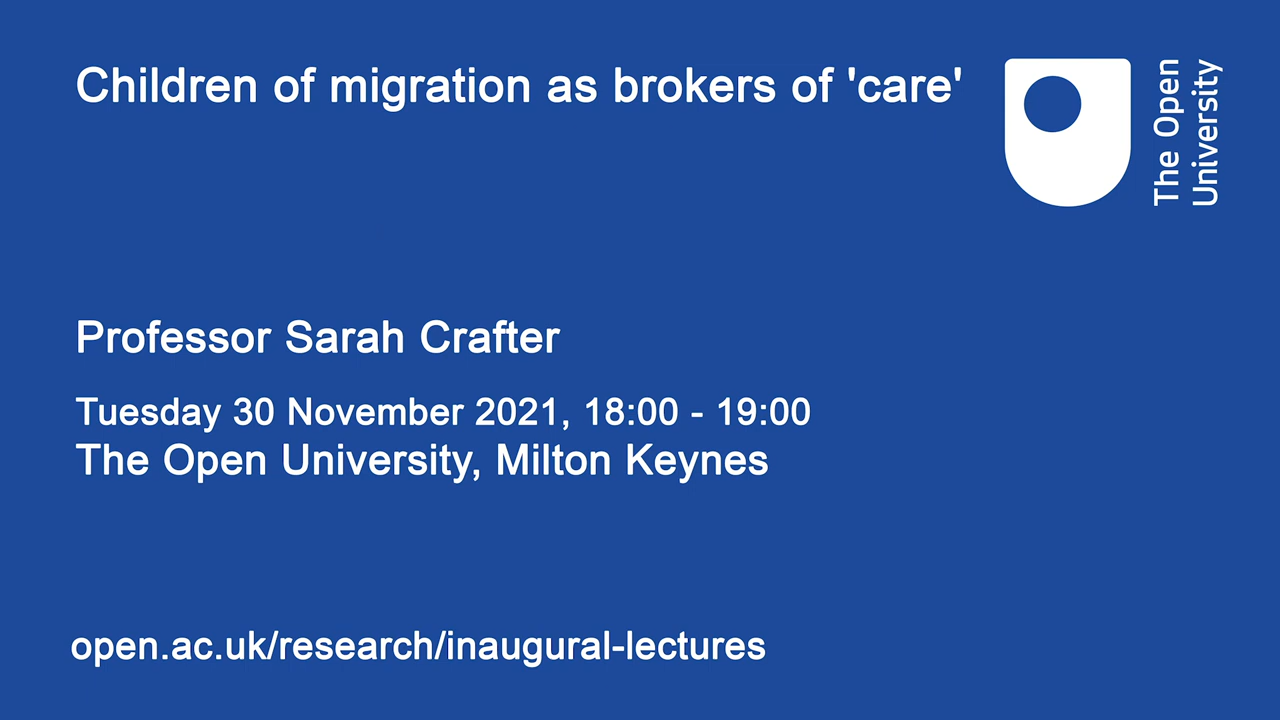 Children of migration as brokers of 'care'
The Open
University
Professor Sarah Crafter
Tuesday 30 November 2021, 18:00 - 19:00
The Open University, Milton Keynes
open.ac.uk/research/inaugural-lectures